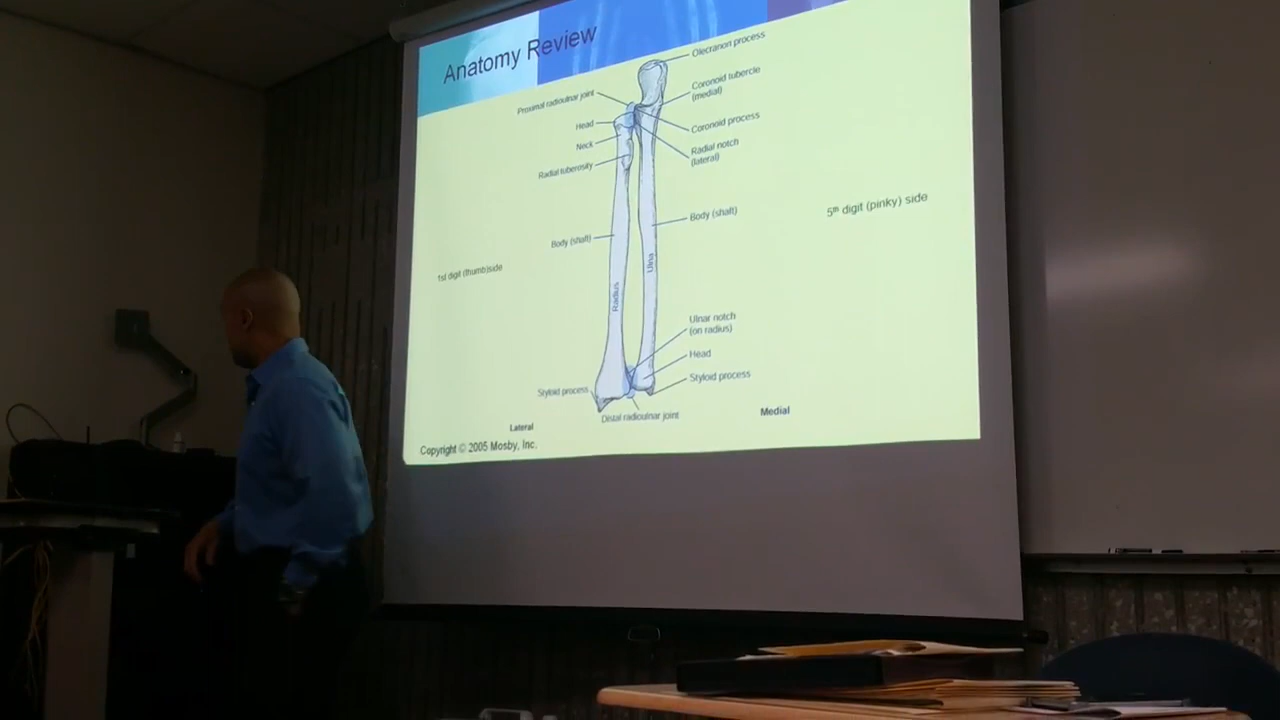 Anatomy Review
Olecranon process
Proximal radioulnar joint
Coronoid tubercle
(medial)
Head
Coronoid process
Neck
Radial notch
(lateral)
Radial tuberosity
5th digit (pinky) side
Body (shaft)
Body (shaft)
1st digit (thumb)side
Ulna
Radius
Ulnar notch
(on radius)
Head
Styloid process
Styloid process
Distal radioulnar joint
Medial
Lateral
Copyright © 2005 Mosby, Inc.